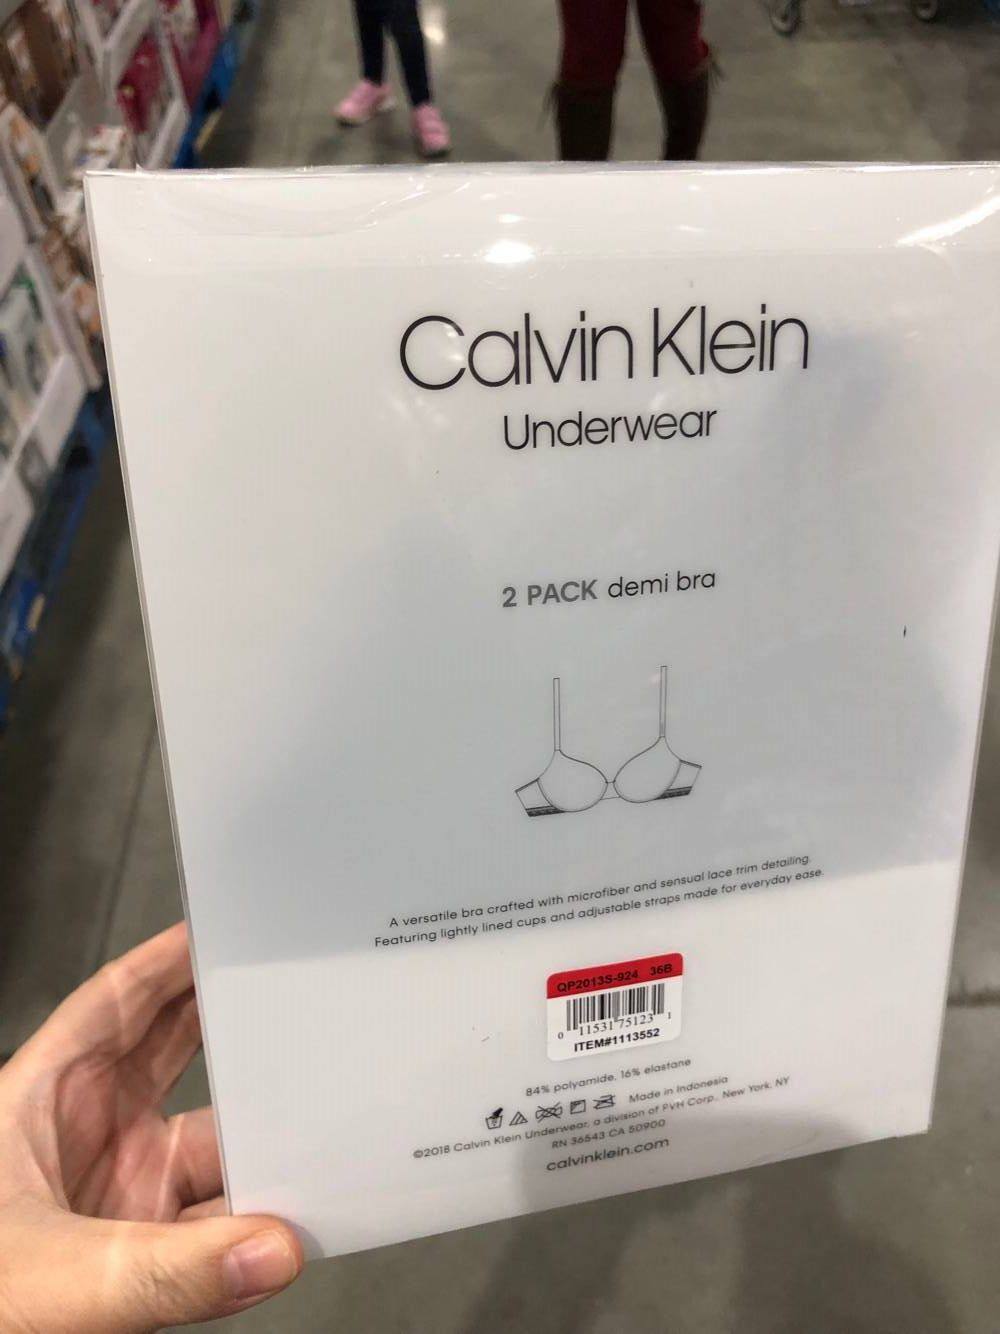 Calvin Klein
Underwear
2 PACK demi bra
A versatile bra crafted with microfiber and sensual lace trim detailing.
Featuring lightly lined cups and adjustable straps made for everyday ease.
QP2013S-924 36B
0 11531 75123 1
ITEM#1113552
84% polyamide, 16% elastane
Made in Indonesia
©2018 Calvin Klein Underwear, a division of PVH Corp., New York, NY
RN 36543 CA 50900
calvinklein.com